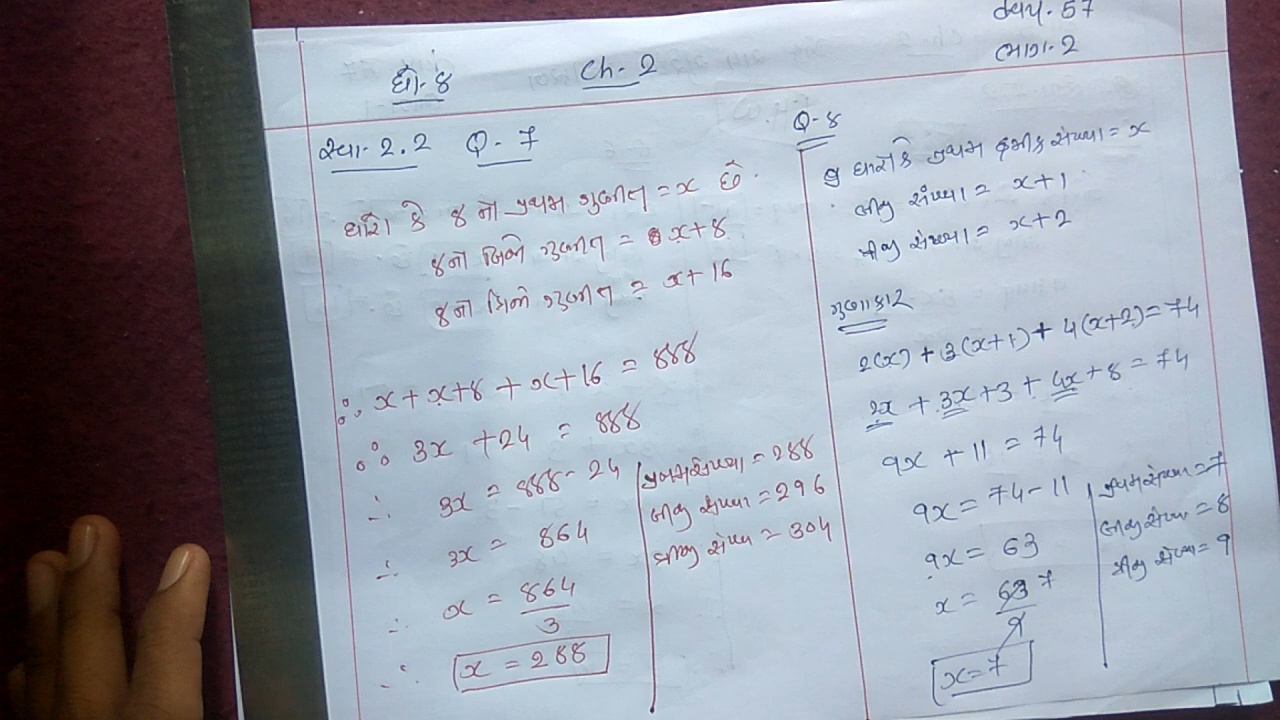 ધો.-8
Ch-2
વ્યા. 57
ભાગ-2
સ્વા-2.2 Q-7
ધારો કે 8 નો પ્રથમ ગુણીત = x છે.
8નો બીજો ગુણીત = x+8
8નો ત્રીજો ગુણીત = x+16
∴ x + x+8 + x+16 = 888
∴ 3x +24 = 888
∴ 3x = 888-24
∴ 3x = 864
∴ x = 864/3
∴ x = 288
પ્રથમ સંખ્યા = 288
બીજી સંખ્યા = 296
ત્રીજી સંખ્યા = 304
Q-8
ધારો કે પ્રથમ ક્રમીક સંખ્યા = x
બીજી સંખ્યા = x+1
ત્રીજી સંખ્યા = x+2
ગુણાકાર
2(x) + 3(x+1) + 4(x+2) = 74
2x + 3x+3 + 4x+8 = 74
9x + 11 = 74
9x = 74-11
9x = 63
x = 63/9 7
x=7
પ્રથમ સંખ્યા = 7
બીજી સંખ્યા = 8
ત્રીજી સંખ્યા = 9